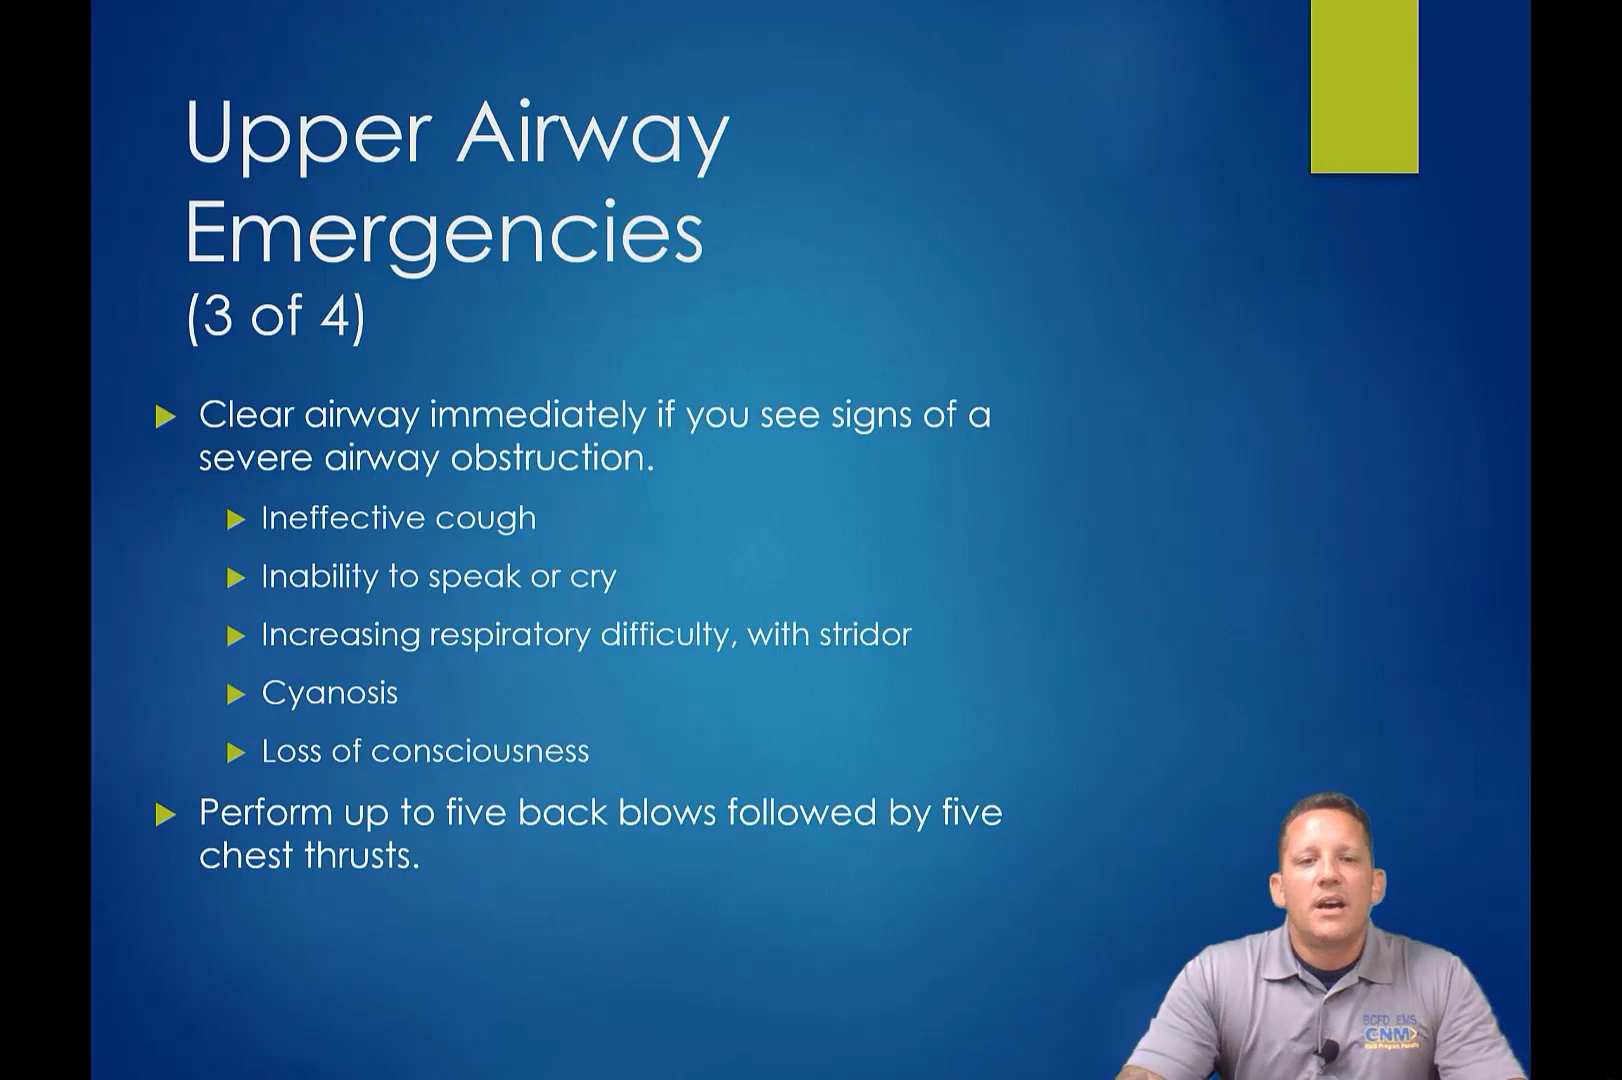 Upper Airway
Emergencies
(3 of 4)
Clear airway immediately if you see signs of a
severe airway obstruction.
Ineffective cough
Inability to speak or cry
Increasing respiratory difficulty, with stridor
Cyanosis
Loss of consciousness
Perform up to five back blows followed by five
chest thrusts.
BCFD EMS
CNM